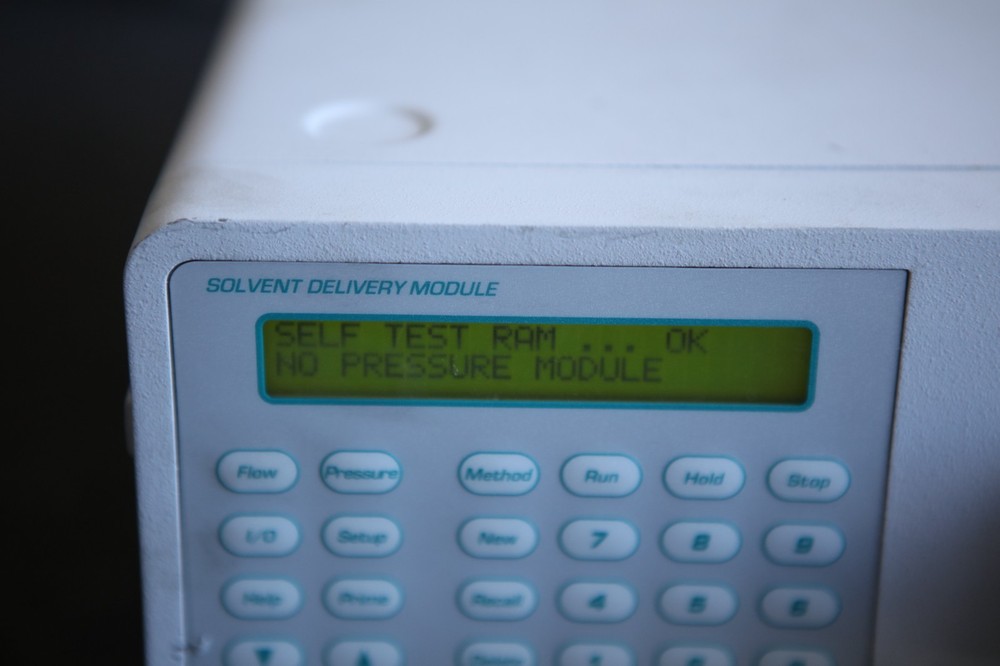 SOLVENT DELIVERY MODULE
SELF TEST RAM ... OK
NO PRESSURE MODULE
Flow Pressure Method Run Hold Stop
I/O Setup New 7 8 9
Help Prime Recall 4 5 6